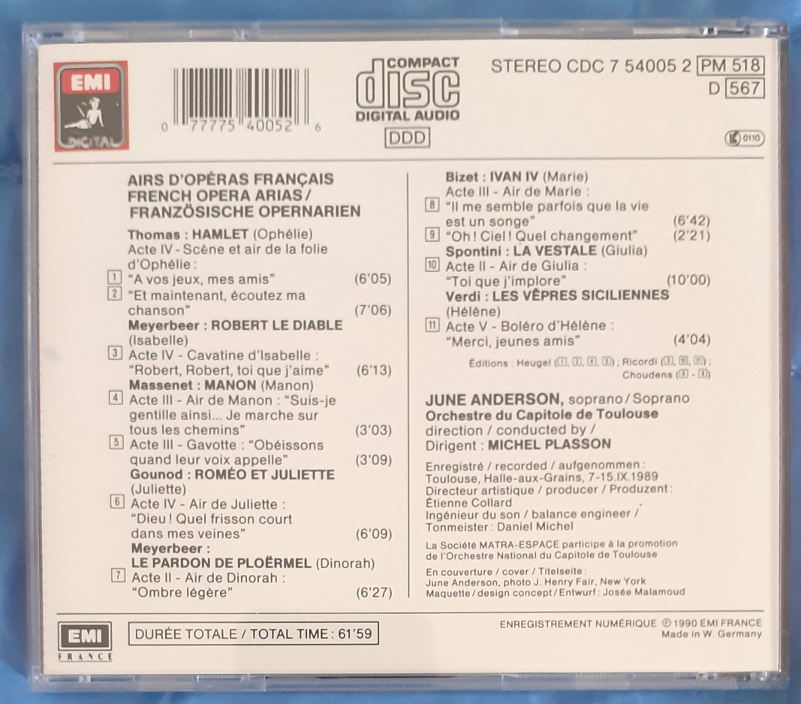 EMI
DIGITAL
0 77775 40052 6
COMPACT
disc
DIGITAL AUDIO
DDD
STEREO CDC 7 54005 2 PM 518
D 567
0110
AIRS D'OPÉRAS FRANÇAIS
FRENCH OPERA ARIAS /
FRANZÖSISCHE OPERNARIEN
Thomas : HAMLET (Ophélie)
Acte IV - Scène et air de la folie
d'Ophélie :
1 "A vos jeux, mes amis" (6'05)
2 "Et maintenant, écoutez ma
chanson" (7'06)
Meyerbeer : ROBERT LE DIABLE
(Isabelle)
3 Acte IV - Cavatine d'Isabelle :
"Robert, Robert, toi que j'aime" (6'13)
Massenet : MANON (Manon)
4 Acte III - Air de Manon : "Suis-je
gentille ainsi... Je marche sur
tous les chemins" (3'03)
5 Acte III - Gavotte : "Obéissons
quand leur voix appelle" (3'09)
Gounod : ROMÉO ET JULIETTE
(Juliette)
6 Acte IV - Air de Juliette :
"Dieu ! Quel frisson court
dans mes veines" (6'09)
Meyerbeer :
LE PARDON DE PLOËRMEL (Dinorah)
7 Acte II - Air de Dinorah :
"Ombre légère" (6'27)
Bizet : IVAN IV (Marie)
Acte III - Air de Marie :
8 "Il me semble parfois que la vie
est un songe" (6'42)
9 "Oh ! Ciel ! Quel changement" (2'21)
Spontini : LA VESTALE (Giulia)
10 Acte II - Air de Giulia :
"Toi que j'implore" (10'00)
Verdi : LES VÊPRES SICILIENNES
(Hélène)
11 Acte V - Boléro d'Hélène :
"Merci, jeunes amis" (4'04)
Éditions : Heugel ; Ricordi ;
Choudens
JUNE ANDERSON, soprano / Soprano
Orchestre du Capitole de Toulouse
direction / conducted by /
Dirigent : MICHEL PLASSON
Enregistré / recorded / aufgenommen :
Toulouse, Halle-aux-Grains, 7-15.IX.1989
Directeur artistique / producer / Produzent :
Étienne Collard
Ingénieur du son / balance engineer /
Tonmeister : Daniel Michel
La Société MATRA-ESPACE participe à la promotion
de l'Orchestre National du Capitole de Toulouse
En couverture / cover / Titelseite :
June Anderson, photo J. Henry Fair, New York
Maquette / design concept / Entwurf : Josée Malamoud
EMI
FRANCE
DURÉE TOTALE / TOTAL TIME : 61'59
ENREGISTREMENT NUMÉRIQUE ℗ 1990 EMI FRANCE
Made in W. Germany